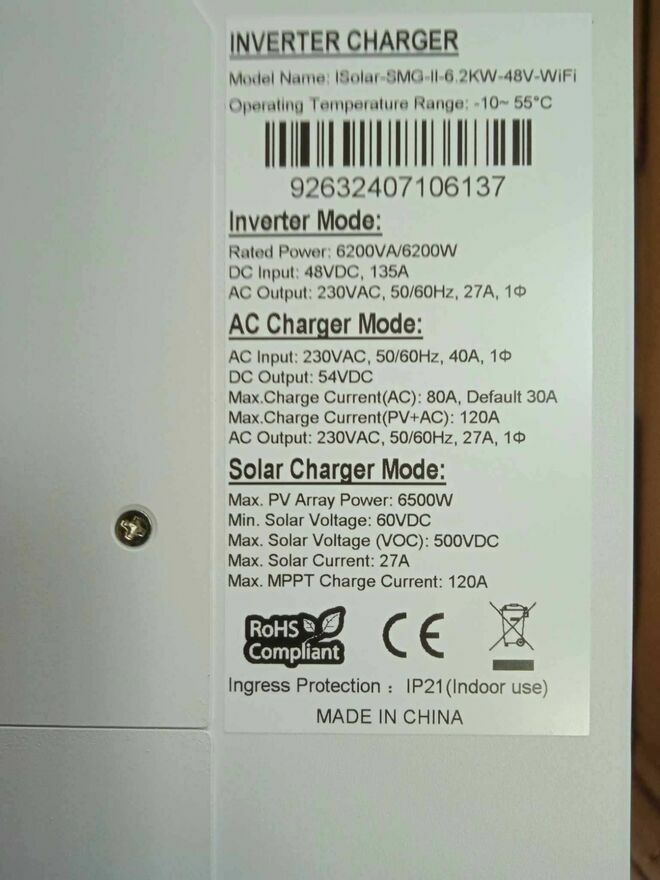 INVERTER CHARGER
Model Name: ISolar-SMG-II-6.2KW-48V-WiFi
Operating Temperature Range: -10~ 55°C
92632407106137
Inverter Mode:
Rated Power: 6200VA/6200W
DC Input: 48VDC, 135A
AC Output: 230VAC, 50/60Hz, 27A, 1Φ
AC Charger Mode:
AC Input: 230VAC, 50/60Hz, 40A, 1Φ
DC Output: 54VDC
Max.Charge Current(AC): 80A, Default 30A
Max.Charge Current(PV+AC): 120A
AC Output: 230VAC, 50/60Hz, 27A, 1Φ
Solar Charger Mode:
Max. PV Array Power: 6500W
Min. Solar Voltage: 60VDC
Max. Solar Voltage (VOC): 500VDC
Max. Solar Current: 27A
Max. MPPT Charge Current: 120A
RoHS
Compliant
CE
Ingress Protection : IP21(Indoor use)
MADE IN CHINA